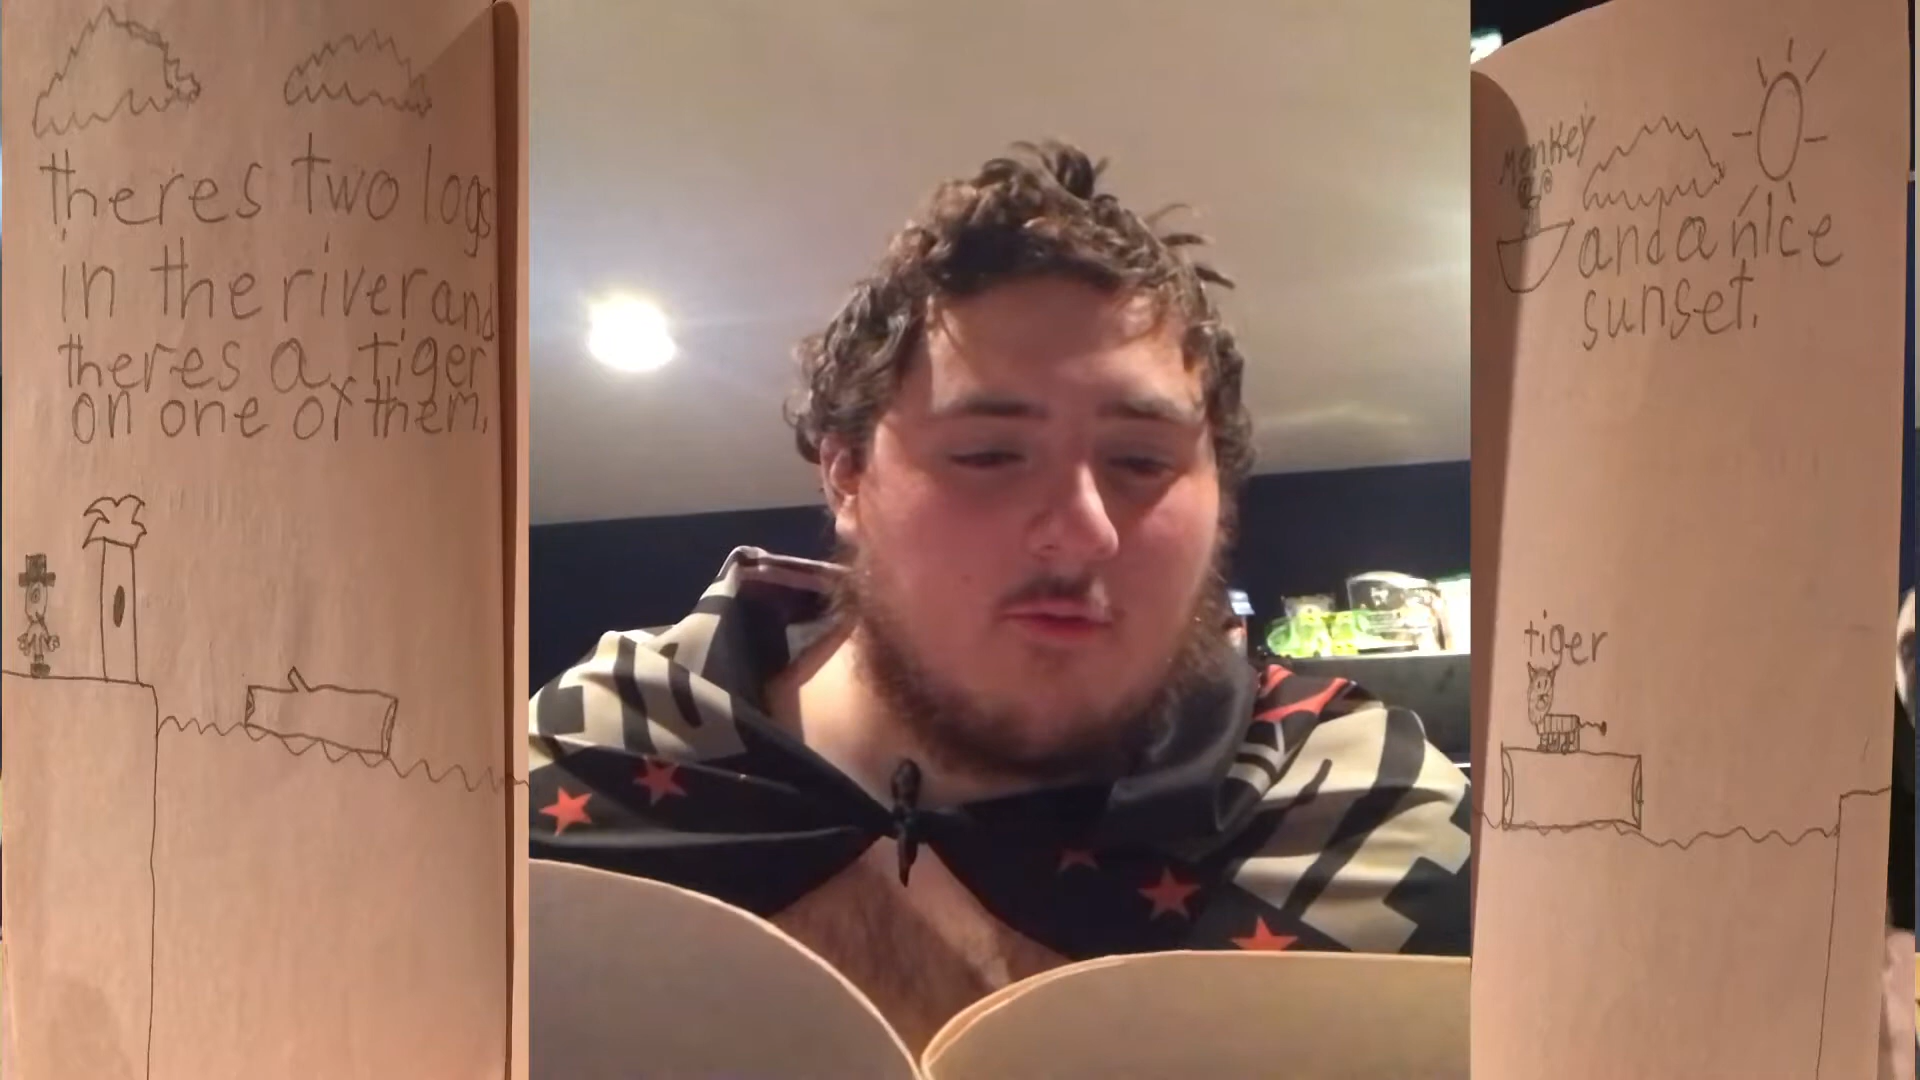 theres two logs
in the river and
theres a tiger
on one of them.
Monkey
and a nice
sunset.
tiger